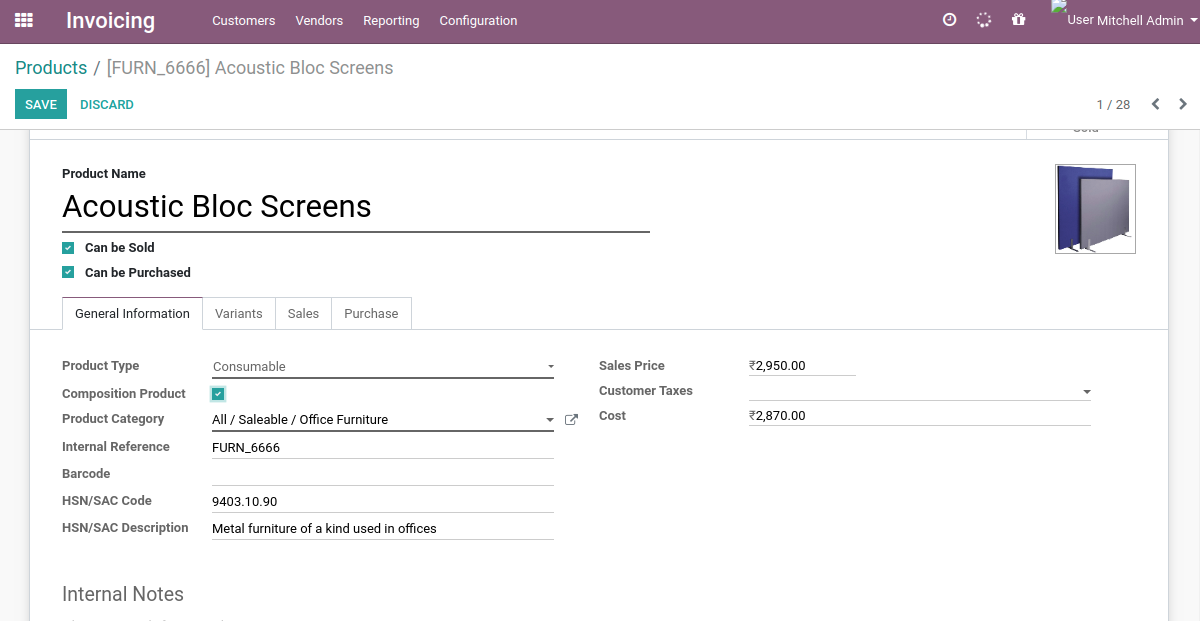 Invoicing Customers Vendors Reporting Configuration User Mitchell Admin
Products / [FURN_6666] Acoustic Bloc Screens
SAVE DISCARD 1 / 28
Product Name
Acoustic Bloc Screens
Can be Sold
Can be Purchased
General Information Variants Sales Purchase
Product Type Consumable Sales Price ₹2,950.00
Composition Product Customer Taxes
Product Category All / Saleable / Office Furniture Cost ₹2,870.00
Internal Reference FURN_6666
Barcode
HSN/SAC Code 9403.10.90
HSN/SAC Description Metal furniture of a kind used in offices
Internal Notes